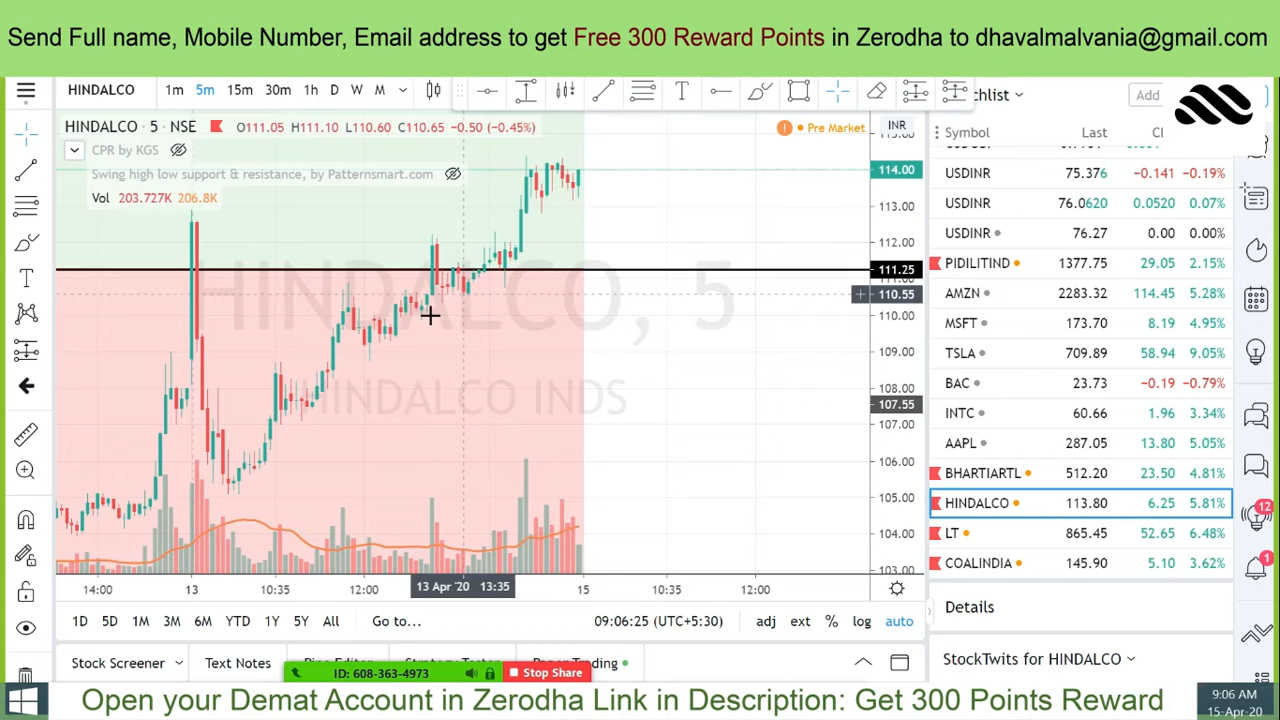 Send Full name, Mobile Number, Email address to get Free 300 Reward Points in Zerodha to dhavalmalvania@gmail.com
HINDALCO 1m 5m 15m 30m 1h D W M T
chlist Add
HINDALCO · 5 · NSE O111.05 H111.10 L110.60 C110.65 −0.50 (−0.45%) Pre Market INR
CPR by KGS
Swing high low support & resistance, by Patternsmart.com
Vol 203.727K 206.8K
HINDALCO, 5
HINDALCO INDS
114.00
113.00
112.00
111.25
110.55
110.00
109.00
108.00
107.55
107.00
106.00
105.00
104.00
103.00
14:00 13 10:35 12:00 13 Apr '20 13:35 15 10:35 12:00
1D 5D 1M 3M 6M YTD 1Y 5Y All Go to... 09:06:25 (UTC+5:30) adj ext % log auto
Stock Screener Text Notes
ID: 608-363-4973 Stop Share
Symbol Last
USDINR 75.376 −0.141 −0.19%
USDINR 76.0620 0.0520 0.07%
USDINR 76.27 0.00 0.00%
PIDILITIND 1377.75 29.05 2.15%
AMZN 2283.32 114.45 5.28%
MSFT 173.70 8.19 4.95%
TSLA 709.89 58.94 9.05%
BAC 23.73 −0.19 −0.79%
INTC 60.66 1.96 3.34%
AAPL 287.05 13.80 5.05%
BHARTIARTL 512.20 23.50 4.81%
HINDALCO 113.80 6.25 5.81%
LT 865.45 52.65 6.48%
COALINDIA 145.90 5.10 3.62%
Details
StockTwits for HINDALCO
12
1
Open your Demat Account in Zerodha Link in Description: Get 300 Points Reward
9:06 AM
15-Apr-20